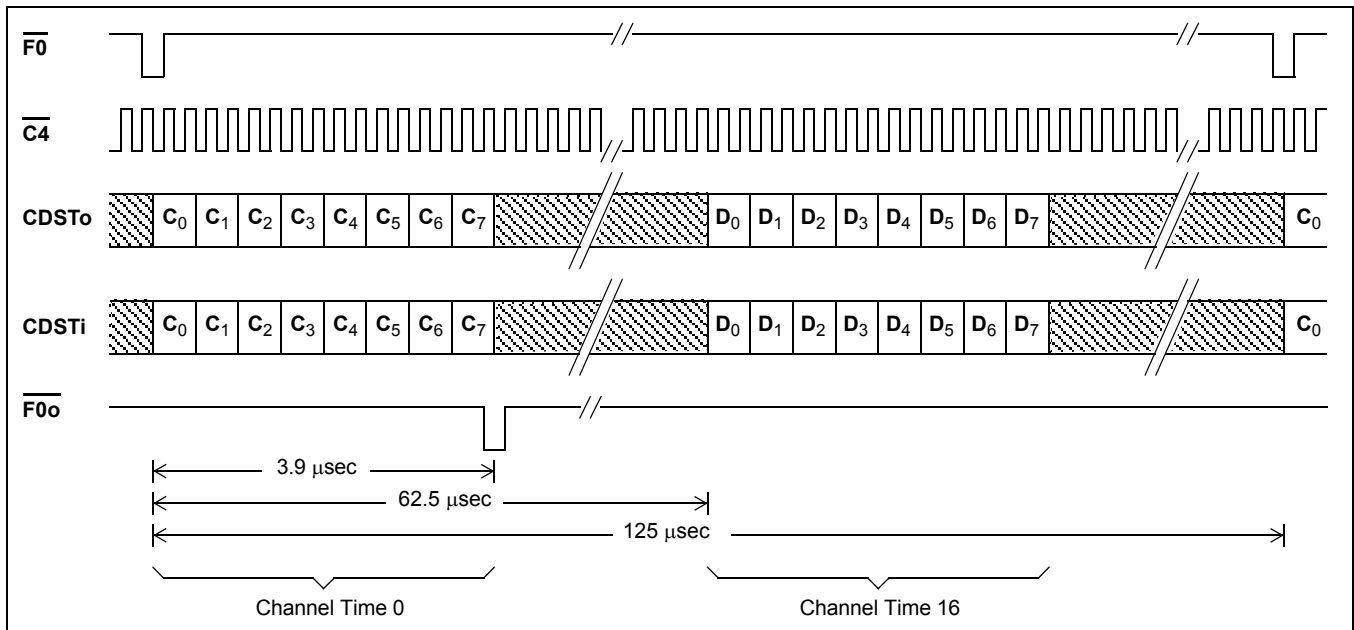 F0
C4
CDSTo C0 C1 C2 C3 C4 C5 C6 C7 D0 D1 D2 D3 D4 D5 D6 D7 C0
CDSTi C0 C1 C2 C3 C4 C5 C6 C7 D0 D1 D2 D3 D4 D5 D6 D7 C0
F0o
3.9 μsec
62.5 μsec
125 μsec
Channel Time 0 Channel Time 16